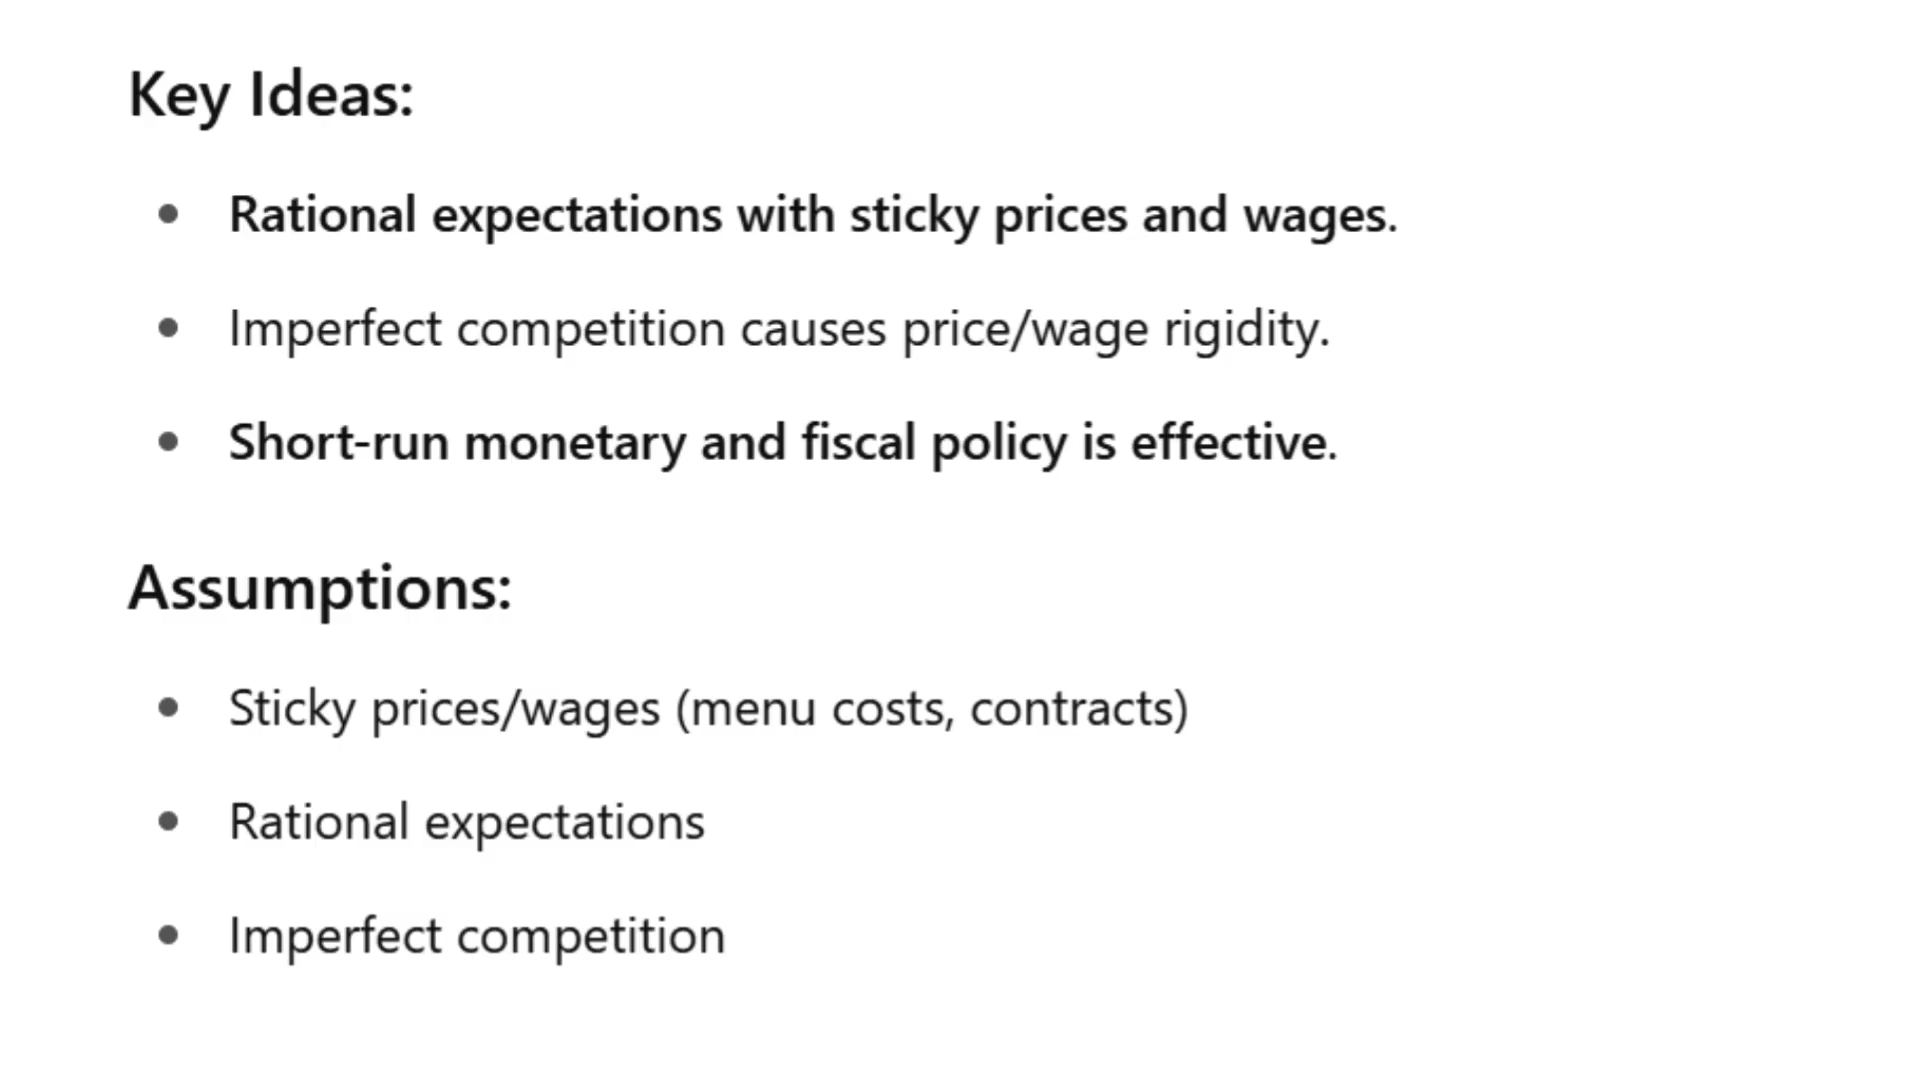 Key Ideas:
Rational expectations with sticky prices and wages.
Imperfect competition causes price/wage rigidity.
Short-run monetary and fiscal policy is effective.
Assumptions:
Sticky prices/wages (menu costs, contracts)
Rational expectations
Imperfect competition